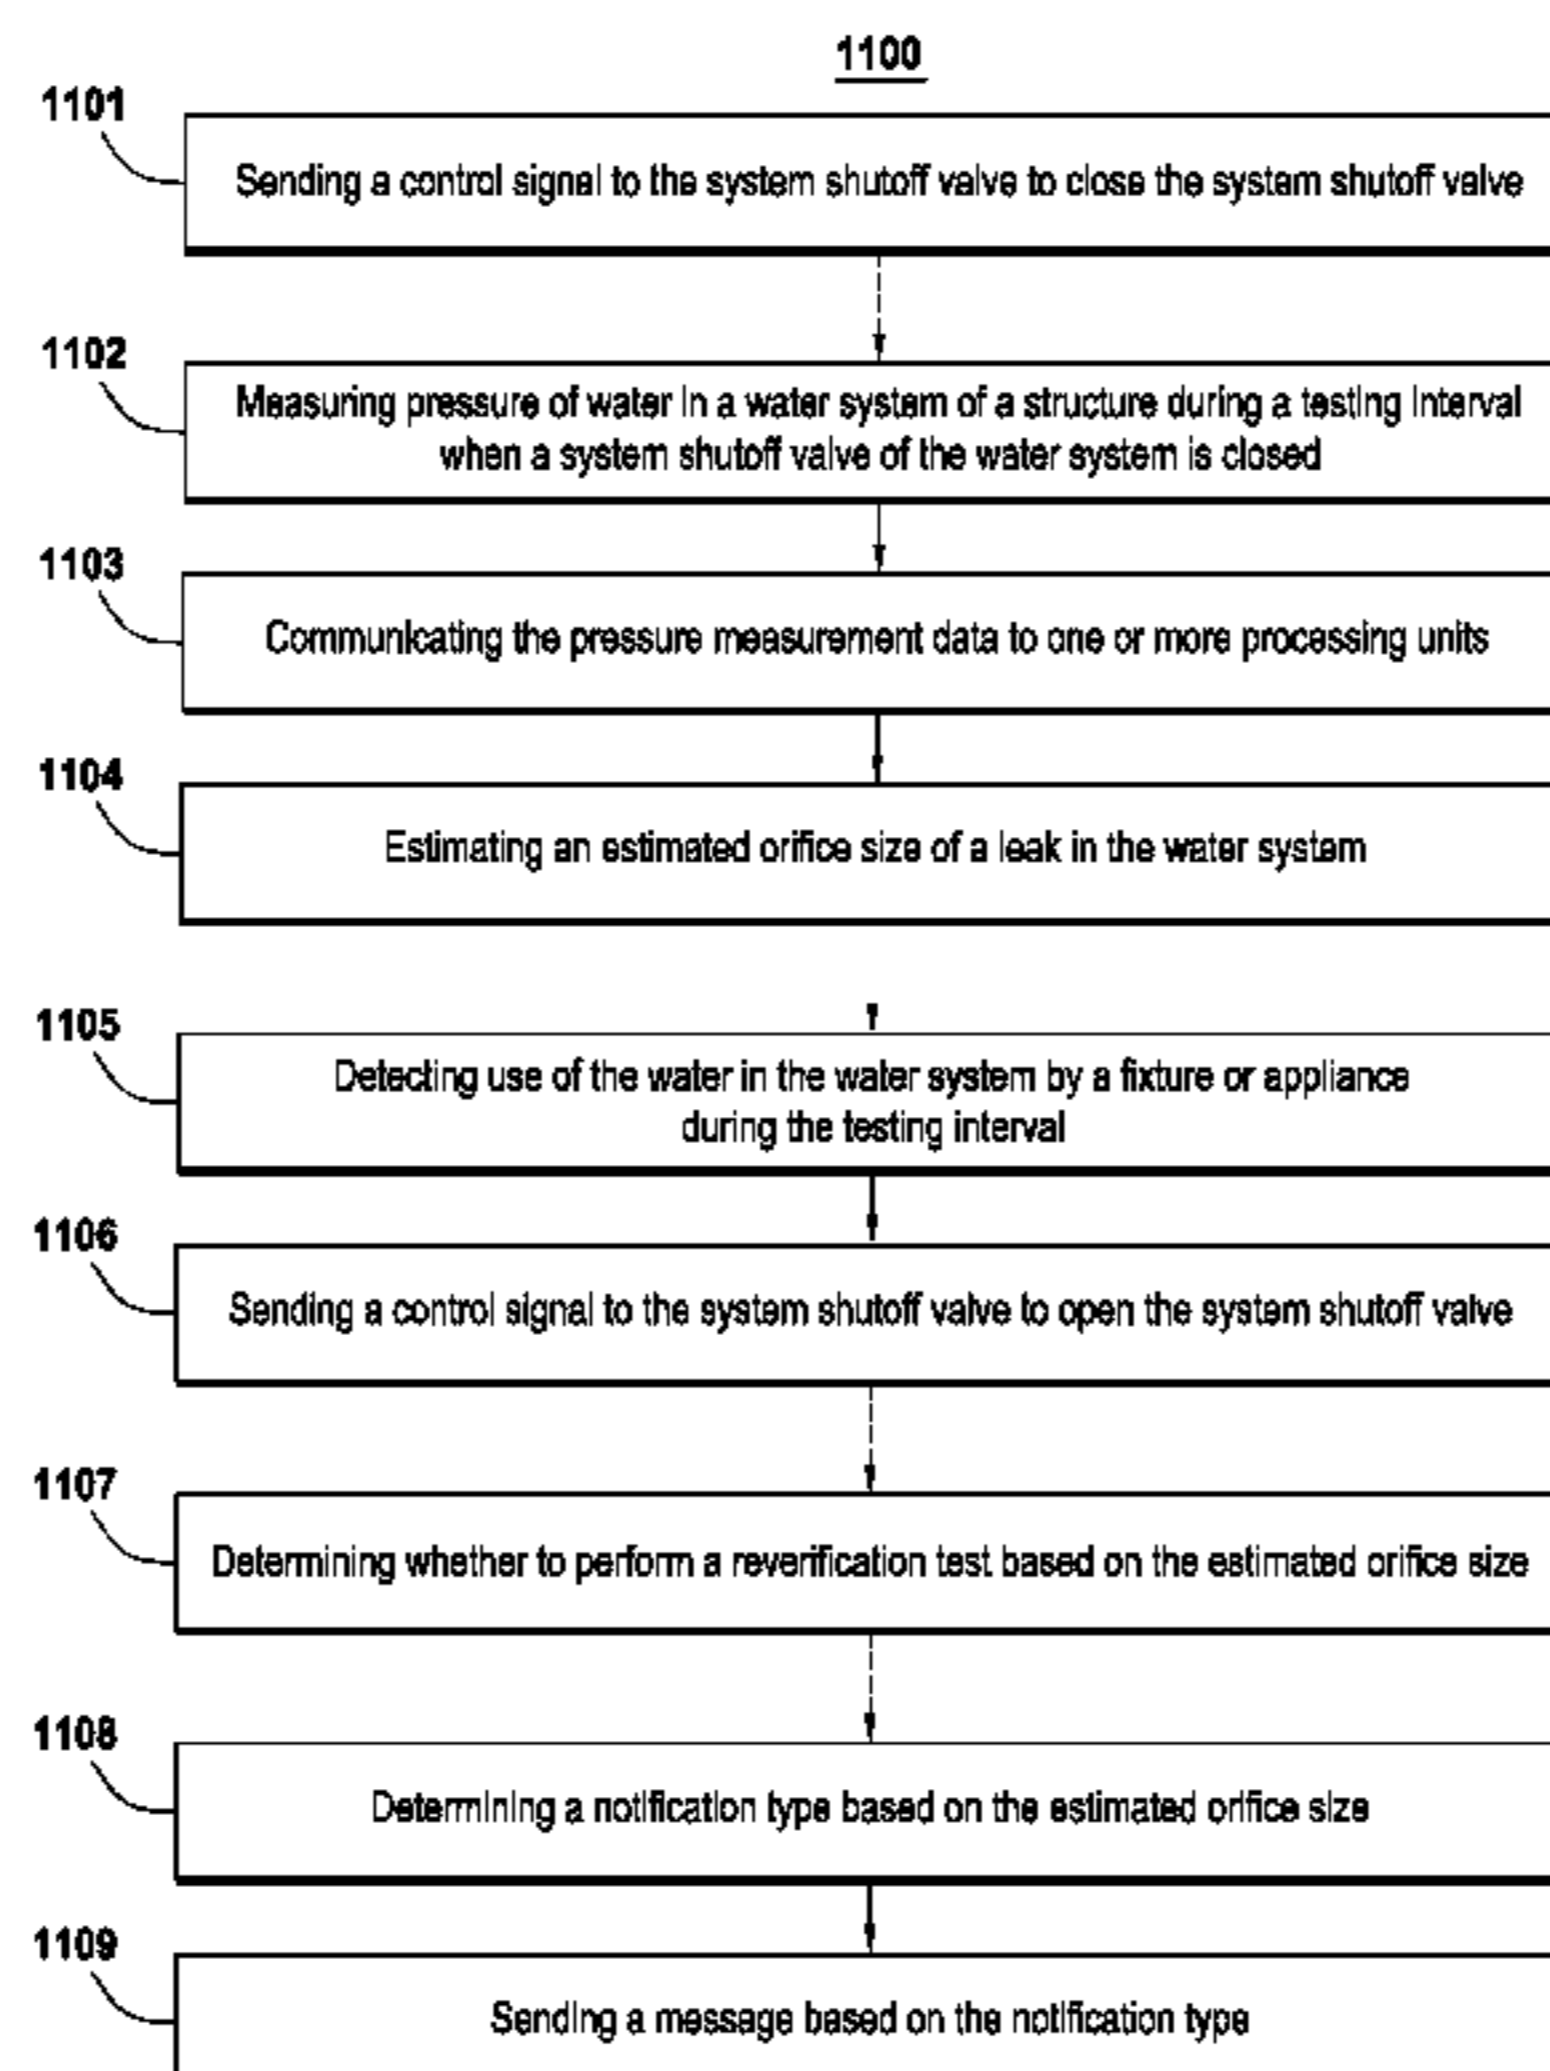 1100
1101
Sending a control signal to the system shutoff valve to close the system shutoff valve
1102
Measuring pressure of water in a water system of a structure during a testing interval
when a system shutoff valve of the water system is closed
1103
Communicating the pressure measurement data to one or more processing units
1104
Estimating an estimated orifice size of a leak in the water system
1105
Detecting use of the water in the water system by a fixture or appliance
during the testing interval
1106
Sending a control signal to the system shutoff valve to open the system shutoff valve
1107
Determining whether to perform a reverification test based on the estimated orifice size
1108
Determining a notification type based on the estimated orifice size
1109
Sending a message based on the notification type